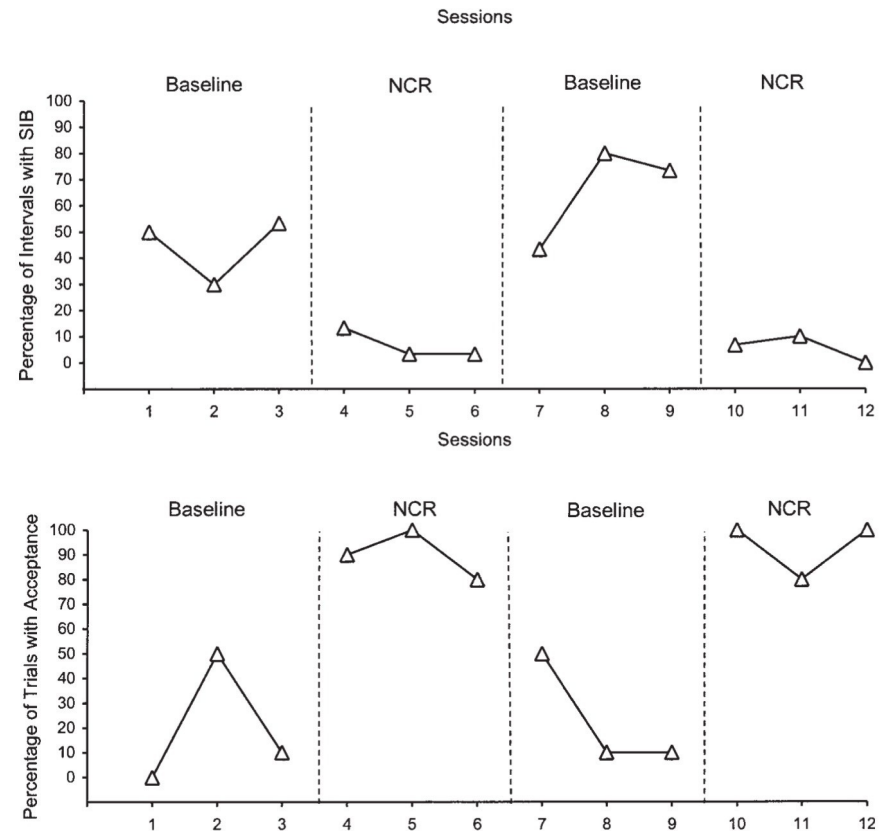 Sessions
Baseline NCR Baseline NCR
Percentage of Intervals with SIB
100
90
80
70
60
50
40
30
20
10
0
1 2 3 4 5 6 7 8 9 10 11 12
Sessions
Baseline NCR Baseline NCR
Percentage of Trials with Acceptance
100
90
80
70
60
50
40
30
20
10
0
1 2 3 4 5 6 7 8 9 10 11 12